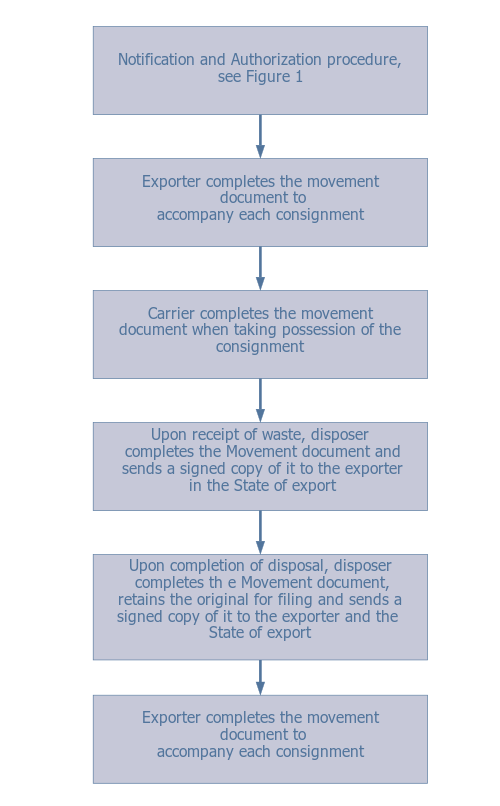 Notification and Authorization procedure,
see Figure 1
Exporter completes the movement
document to
accompany each consignment
Carrier completes the movement
document when taking possession of the
consignment
Upon receipt of waste, disposer
completes the Movement document and
sends a signed copy of it to the exporter
in the State of export
Upon completion of disposal, disposer
completes th e Movement document,
retains the original for filing and sends a
signed copy of it to the exporter and the
State of export
Exporter completes the movement
document to
accompany each consignment